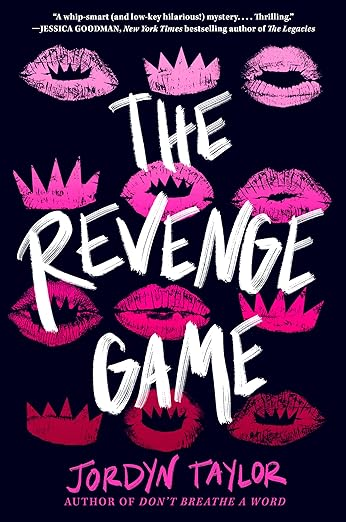 “A whip-smart (and low-key hilarious!) mystery. . . . Thrilling.”
—JESSICA GOODMAN, New York Times bestselling author of The Legacies
THE
REVENGE
GAME
JORDYN TAYLOR
AUTHOR OF DON'T BREATHE A WORD